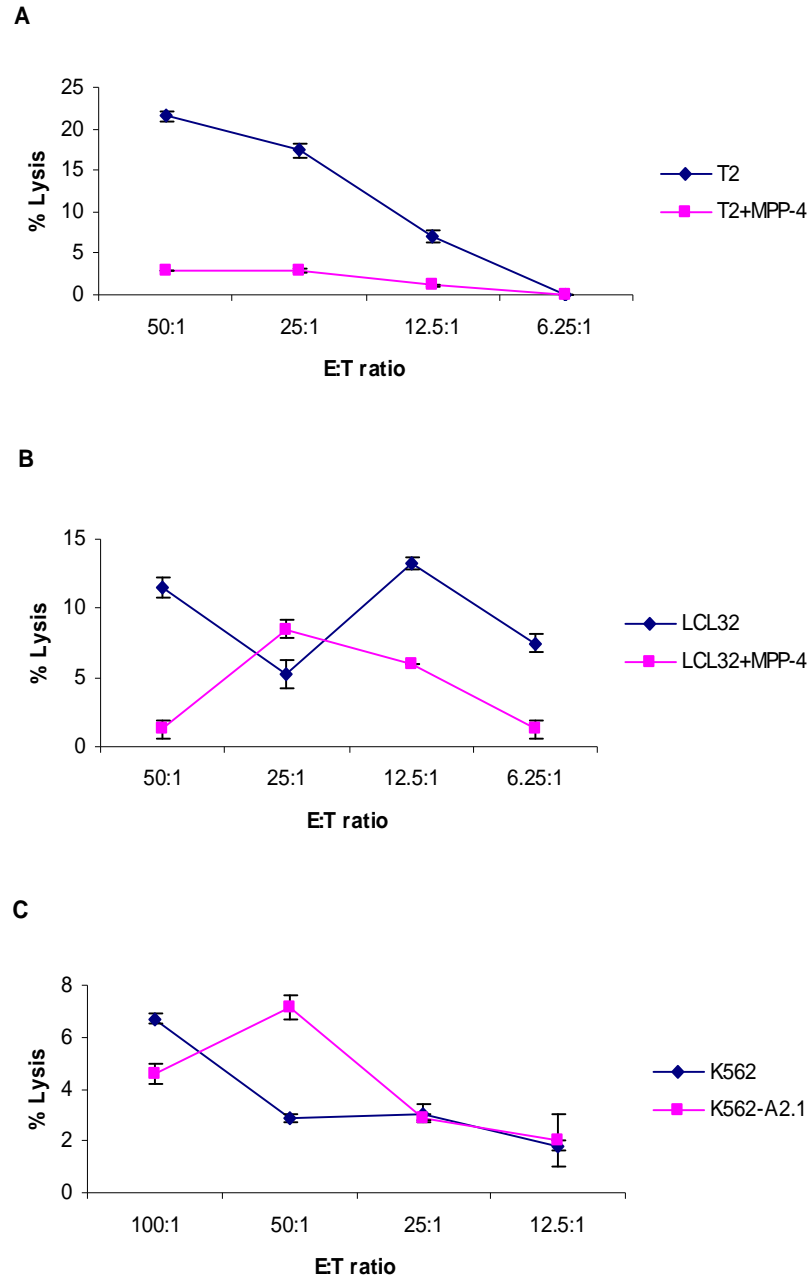 A
25
20
15
10
5
0
% Lysis
50:1 25:1 12.5:1 6.25:1
E:T ratio
T2
T2+MPP-4
B
15
10
5
0
% Lysis
50:1 25:1 12.5:1 6.25:1
E:T ratio
LCL32
LCL32+MPP-4
C
8
6
4
2
0
% Lysis
100:1 50:1 25:1 12.5:1
E:T ratio
K562
K562-A2.1